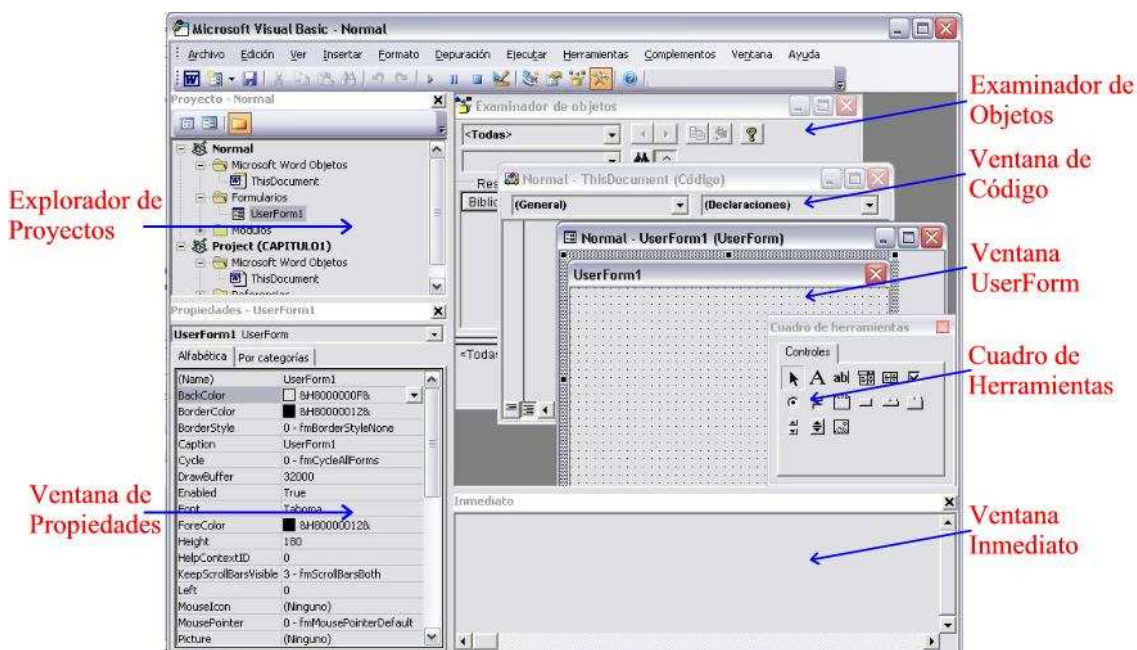 Microsoft Visual Basic - Normal
Archivo Edición Ver Insertar Formato Depuración Ejecutar Herramientas Complementos Ventana Ayuda
Proyecto - Normal
Normal
Microsoft Word Objetos
ThisDocument
Formularios
UserForm1
Módulos
Project (CAPITULO1)
Microsoft Word Objetos
ThisDocument
Referencias
Explorador de
Proyectos
Propiedades - UserForm1
UserForm1 UserForm
Alfabética Por categorías
(Name) UserForm1
BackColor &H8000000F&
BorderColor &H80000012&
BorderStyle 0 - fmBorderStyleNone
Caption UserForm1
Cycle 0 - fmCycleAllForms
DrawBuffer 32000
Enabled True
Font Tahoma
ForeColor &H80000012&
Height 180
HelpContextID 0
KeepScrollBarsVisible 3 - fmScrollBarsBoth
Left 0
MouseIcon (Ninguno)
MousePointer 0 - fmMousePointerDefault
Picture (Ninguno)
Ventana de
Propiedades
Examinador de objetos
<Todas>
Res
Biblic
<Toda
Normal - ThisDocument (Código)
(General) (Declaraciones)
Normal - UserForm1 (UserForm)
UserForm1
Cuadro de herramientas
Controles
A ab|
Inmediato
Examinador de
Objetos
Ventana de
Código
Ventana
UserForm
Cuadro de
Herramientas
Ventana
Inmediato